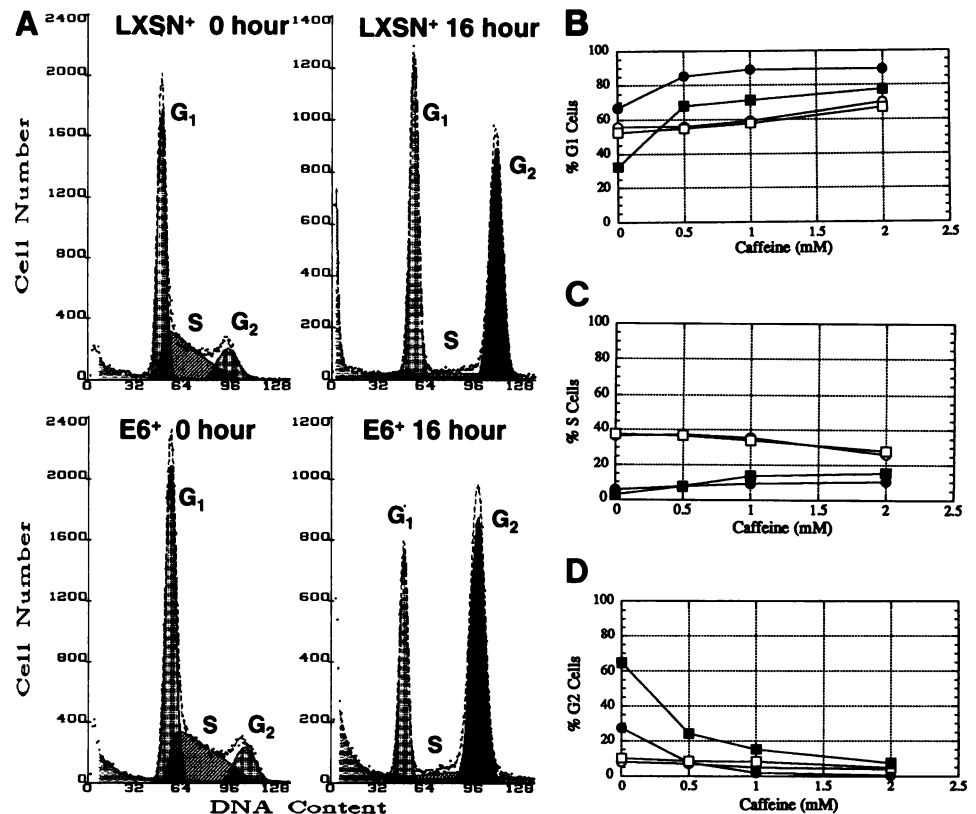 A
LXSN+ 0 hour
2400
2000
1600
1200
800
400
0
Cell Number
G1
S
G2
0 32 64 96 128
LXSN+ 16 hour
1400
1200
1000
800
600
400
200
0
G1
S
G2
0 32 64 96 128
E6+ 0 hour
2400
2000
1600
1200
800
400
0
Cell Number
G1
S
G2
0 32 64 96 128
E6+ 16 hour
1200
1000
800
600
400
200
0
G1
S
G2
0 32 64 96 128
DNA Content
B
100
80
60
40
20
0
% G1 Cells
0 0.5 1 1.5 2 2.5
Caffeine (mM)
C
100
80
60
40
20
0
% S Cells
0 0.5 1 1.5 2 2.5
Caffeine (mM)
D
100
80
60
40
20
0
% G2 Cells
0 0.5 1 1.5 2 2.5
Caffeine (mM)